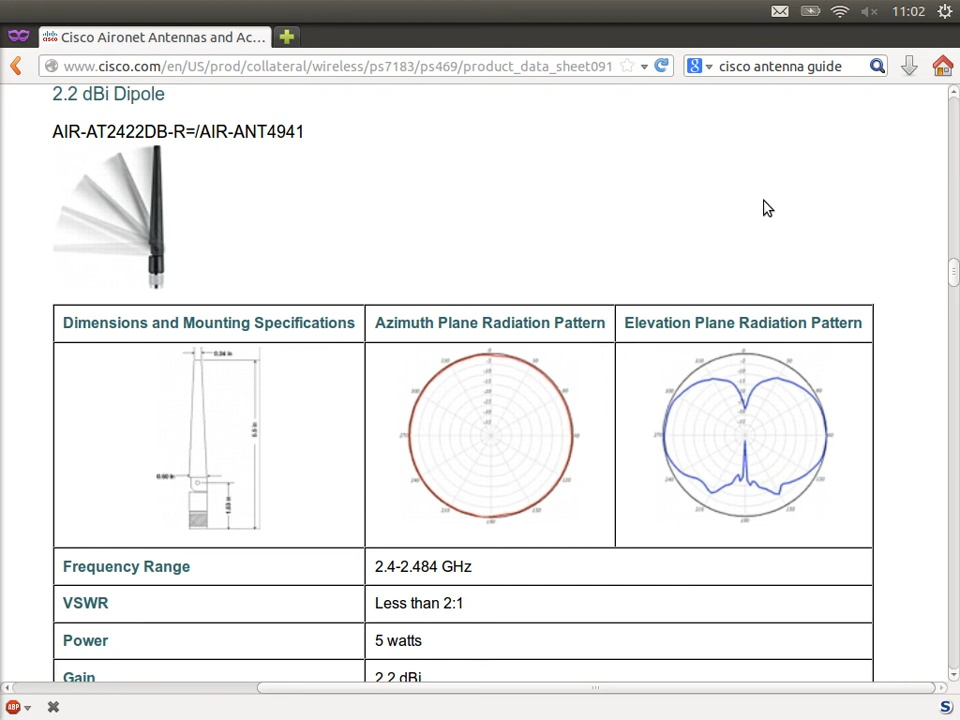 11:02
Cisco Aironet Antennas and Ac...
www.cisco.com/en/US/prod/collateral/wireless/ps7183/ps469/product_data_sheet091
cisco antenna guide
2.2 dBi Dipole
AIR-AT2422DB-R=/AIR-ANT4941
Dimensions and Mounting Specifications
Azimuth Plane Radiation Pattern
Elevation Plane Radiation Pattern
Frequency Range
2.4-2.484 GHz
VSWR
Less than 2:1
Power
5 watts
Gain
2.2 dBi
ABP